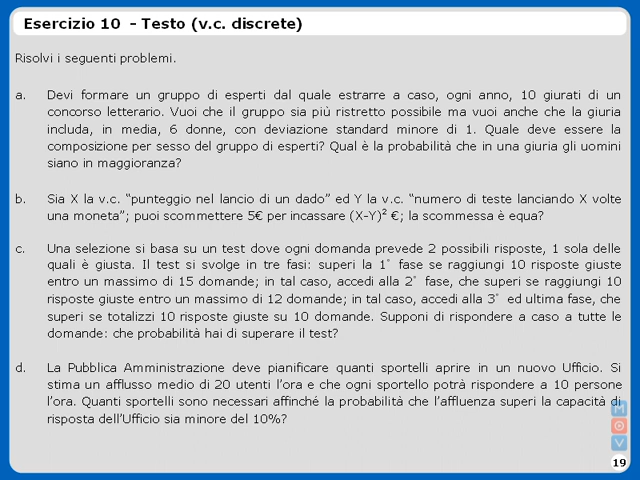 Esercizio 10 - Testo (v.c. discrete)
Risolvi i seguenti problemi.
a. Devi formare un gruppo di esperti dal quale estrarre a caso, ogni anno, 10 giurati di un
concorso letterario. Vuoi che il gruppo sia più ristretto possibile ma vuoi anche che la giuria
includa, in media, 6 donne, con deviazione standard minore di 1. Quale deve essere la
composizione per sesso del gruppo di esperti? Qual è la probabilità che in una giuria gli uomini
siano in maggioranza?
b. Sia X la v.c. "punteggio nel lancio di un dado" ed Y la v.c. "numero di teste lanciando X volte
una moneta"; puoi scommettere 5€ per incassare (X-Y)² €; la scommessa è equa?
c. Una selezione si basa su un test dove ogni domanda prevede 2 possibili risposte, 1 sola delle
quali è giusta. Il test si svolge in tre fasi: superi la 1° fase se raggiungi 10 risposte giuste
entro un massimo di 15 domande; in tal caso, accedi alla 2° fase, che superi se raggiungi 10
risposte giuste entro un massimo di 12 domande; in tal caso, accedi alla 3° ed ultima fase, che
superi se totalizzi 10 risposte giuste su 10 domande. Supponi di rispondere a caso a tutte le
domande: che probabilità hai di superare il test?
d. La Pubblica Amministrazione deve pianificare quanti sportelli aprire in un nuovo Ufficio. Si
stima un afflusso medio di 20 utenti l'ora e che ogni sportello potrà rispondere a 10 persone
l'ora. Quanti sportelli sono necessari affinché la probabilità che l'affluenza superi la capacità di
risposta dell'Ufficio sia minore del 10%?
M
O
V
19